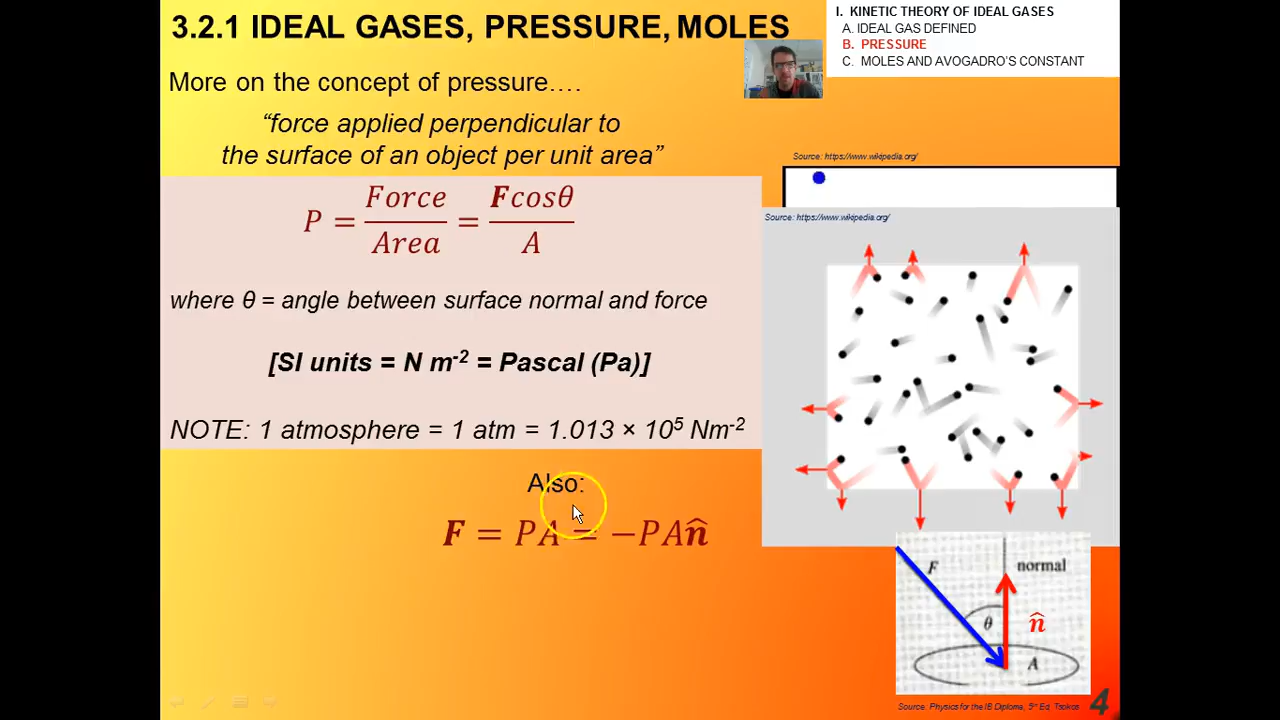 3.2.1 IDEAL GASES, PRESSURE, MOLES
I. KINETIC THEORY OF IDEAL GASES
A. IDEAL GAS DEFINED
B. PRESSURE
C. MOLES AND AVOGADRO'S CONSTANT
More on the concept of pressure….
“force applied perpendicular to
the surface of an object per unit area”
P = Force/Area = Fcosθ/A
where θ = angle between surface normal and force
[SI units = N m⁻² = Pascal (Pa)]
NOTE: 1 atmosphere = 1 atm = 1.013 × 10⁵ Nm⁻²
Also:
F = PA = −PAn̂
Source: https://www.wikipedia.org/
Source: https://www.wikipedia.org/
F
normal
θ
n̂
A
Source: Physics for the IB Diploma, 5th Ed, Tsokos
4